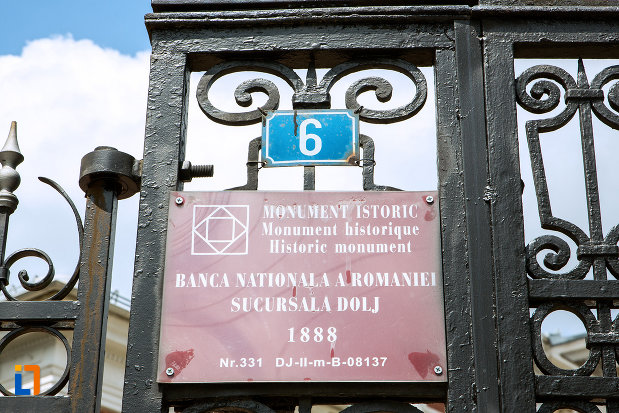 6
MONUMENT ISTORIC
Monument historique
Historic monument
BANCA NATIONALA A ROMANIEI
SUCURSALA DOLJ
1888
Nr.331 DJ-II-m-B-08137